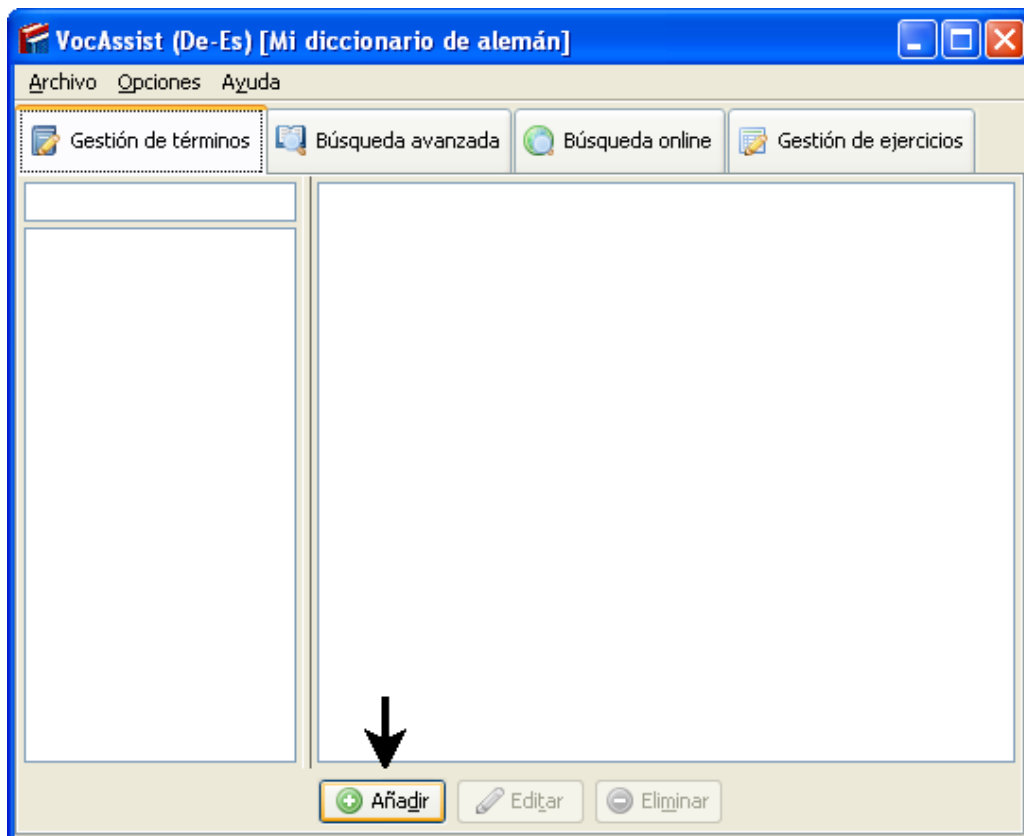 VocAssist (De-Es) [Mi diccionario de alemán]
Archivo Opciones Ayuda
Gestión de términos Búsqueda avanzada Búsqueda online Gestión de ejercicios
Añadir Editar Eliminar